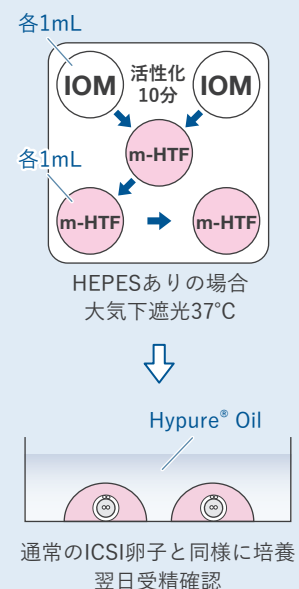 各1mL
IOM
活性化
10分
IOM
m-HTF
各1mL
m-HTF
m-HTF
HEPESありの場合
大気下遮光37°C
Hypure® Oil
通常のICSI卵子と同様に培養
翌日受精確認